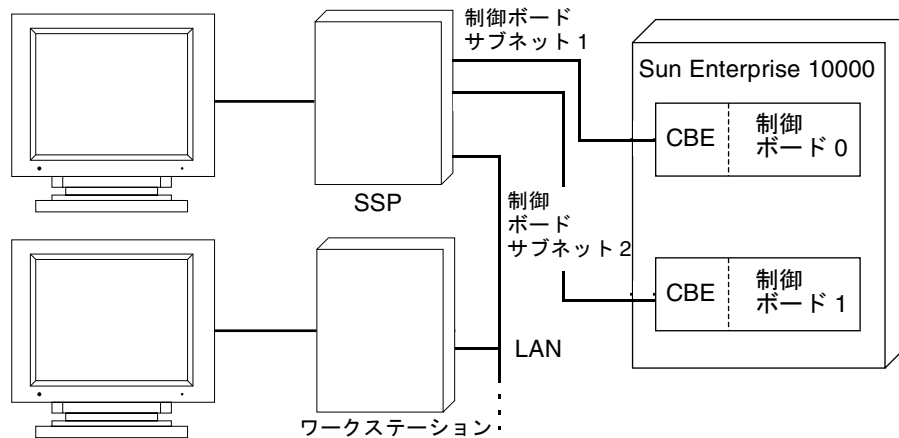 制御ボード
サブネット 1
Sun Enterprise 10000
CBE
制御
ボード 0
SSP
制御
ボード
サブネット 2
CBE
制御
ボード 1
LAN
ワークステーション